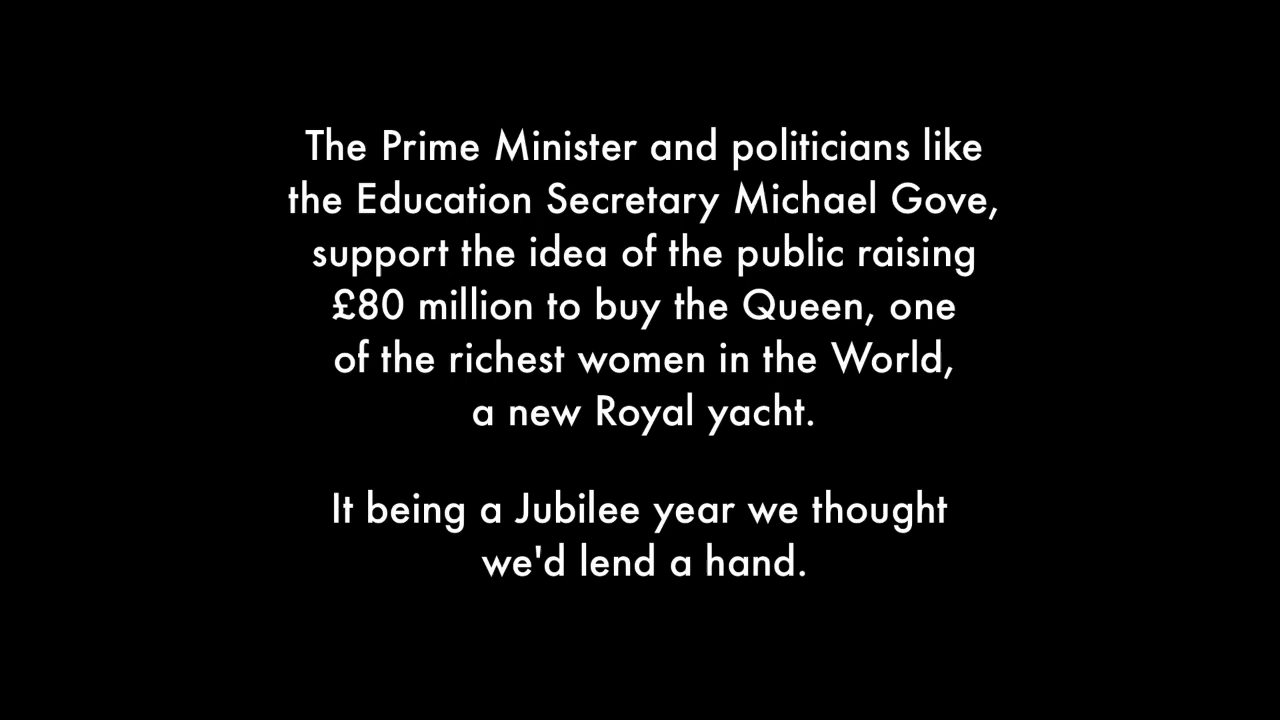 The Prime Minister and politicians like
the Education Secretary Michael Gove,
support the idea of the public raising
£80 million to buy the Queen, one
of the richest women in the World,
a new Royal yacht.
It being a Jubilee year we thought
we'd lend a hand.